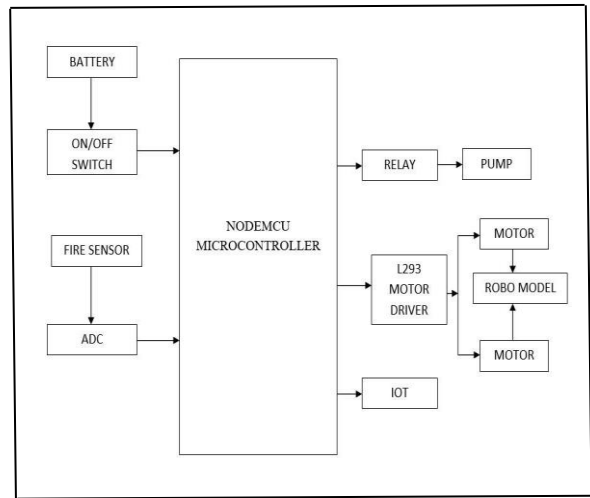 BATTERY
ON/OFF
SWITCH
FIRE SENSOR
ADC
NODEMCU
MICROCONTROLLER
RELAY
PUMP
L293
MOTOR
DRIVER
MOTOR
ROBO MODEL
MOTOR
IOT